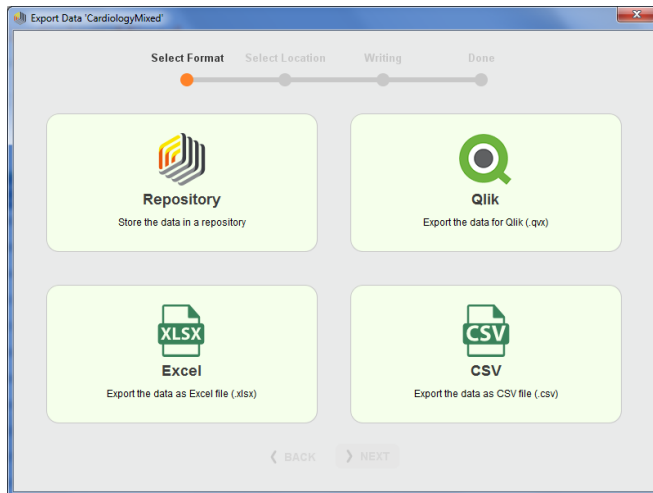 Export Data 'CardiologyMixed'
Select Format Select Location Writing Done
Repository
Store the data in a repository
Qlik
Export the data for Qlik (.qvx)
XLSX
Excel
Export the data as Excel file (.xlsx)
CSV
CSV
Export the data as CSV file (.csv)
BACK NEXT